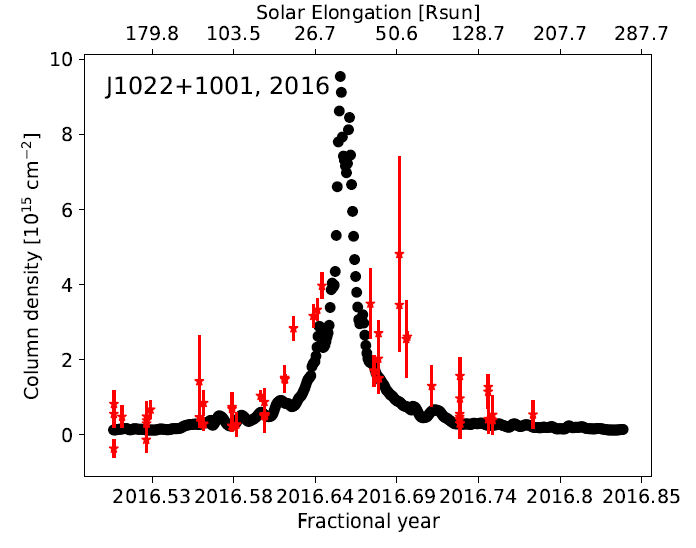 Solar Elongation [Rsun]
179.8 103.5 26.7 50.6 128.7 207.7 287.7
J1022+1001, 2016
10
8
6
4
2
0
Column density [10¹⁵ cm⁻²]
2016.53 2016.58 2016.64 2016.69 2016.74 2016.8 2016.85
Fractional year